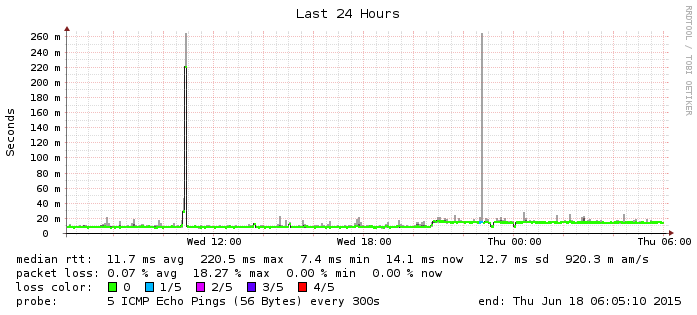 Last 24 Hours
RRDTOOL / TOBI OETIKER
Seconds
260 m
240 m
220 m
200 m
180 m
160 m
140 m
120 m
100 m
80 m
60 m
40 m
20 m
0
Wed 12:00 Wed 18:00 Thu 00:00 Thu 06:00
median rtt: 11.7 ms avg 220.5 ms max 7.4 ms min 14.1 ms now 12.7 ms sd 920.3 m am/s
packet loss: 0.07 % avg 18.27 % max 0.00 % min 0.00 % now
loss color: 0 1/5 2/5 3/5 4/5
probe: 5 ICMP Echo Pings (56 Bytes) every 300s end: Thu Jun 18 06:05:10 2015